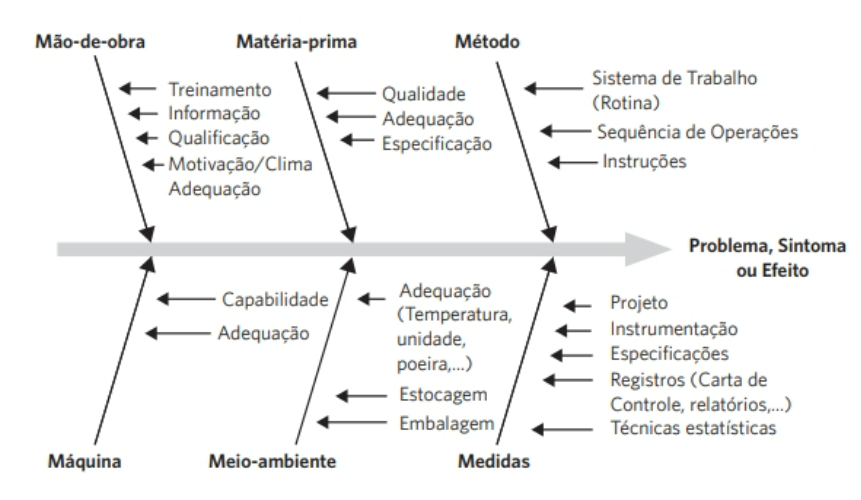 Mão-de-obra
Matéria-prima
Método
Treinamento
Informação
Qualificação
Motivação/Clima
Adequação
Qualidade
Adequação
Especificação
Sistema de Trabalho
(Rotina)
Sequência de Operações
Instruções
Problema, Sintoma
ou Efeito
Capabilidade
Adequação
Adequação
(Temperatura,
unidade,
poeira,...)
Estocagem
Embalagem
Projeto
Instrumentação
Especificações
Registros (Carta de
Controle, relatórios,...)
Técnicas estatísticas
Máquina
Meio-ambiente
Medidas